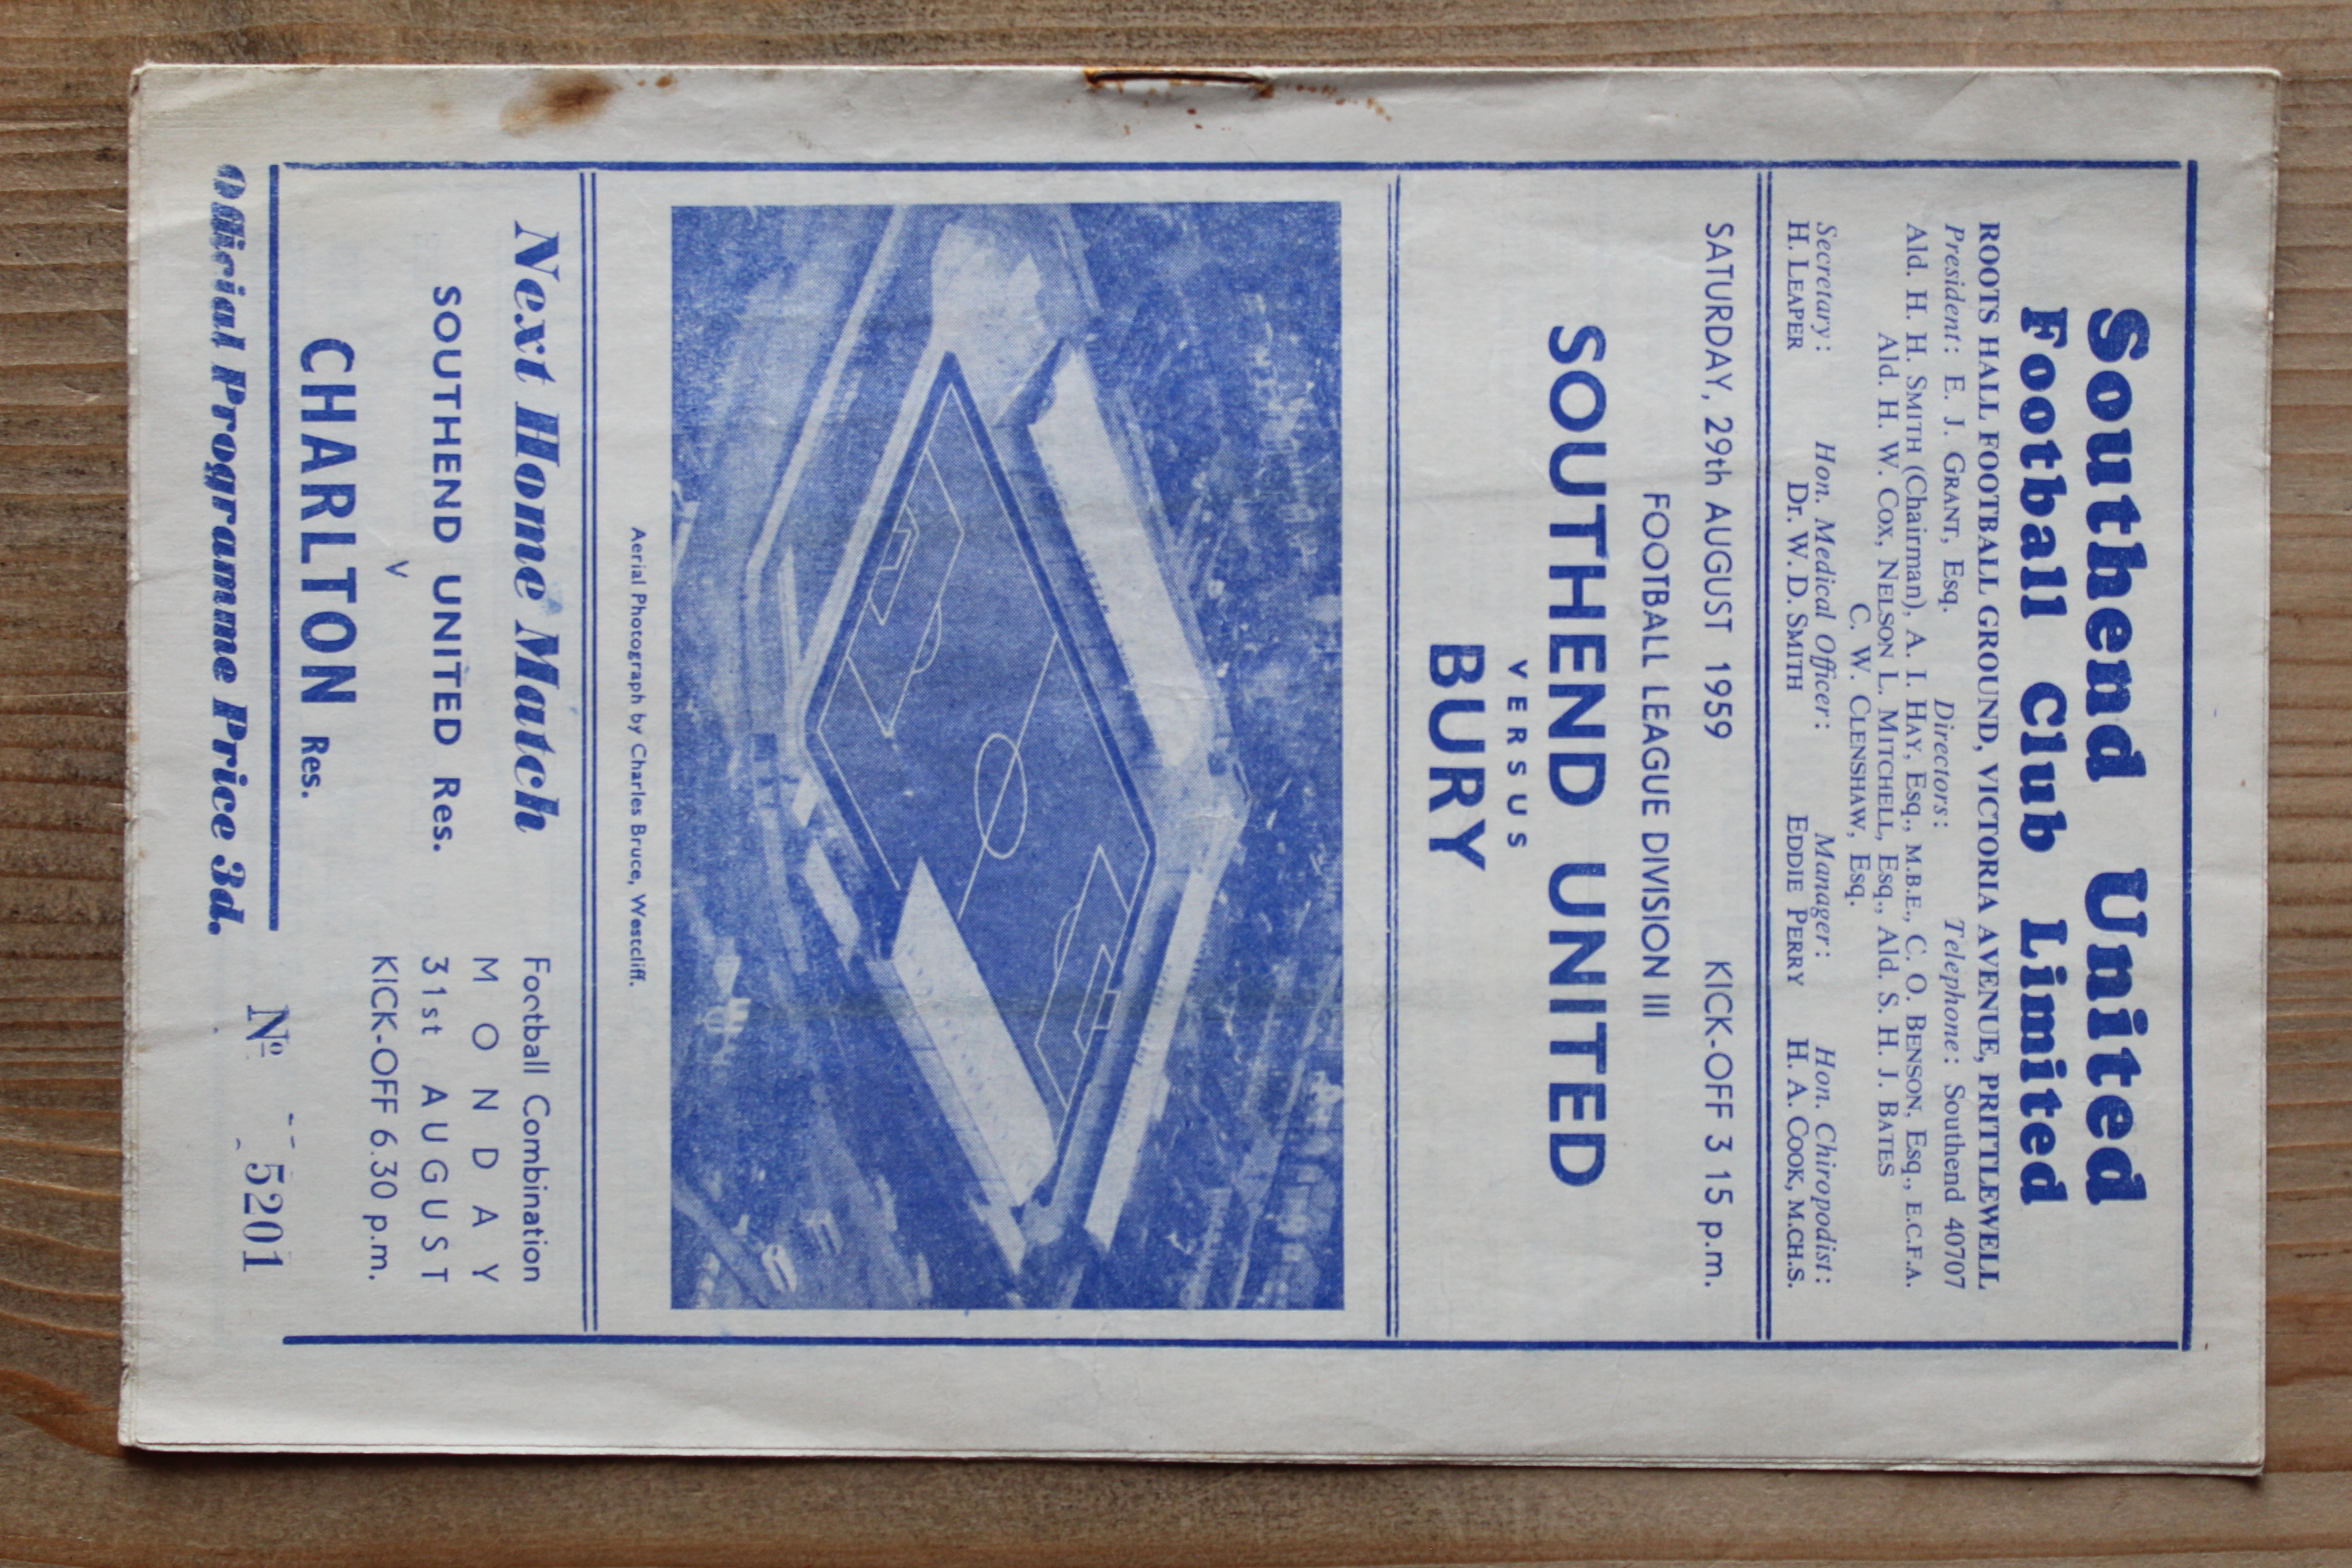 Southend United
Football Club Limited
ROOTS HALL FOOTBALL GROUND, VICTORIA AVENUE, PRITTLEWELL
President: E. J. GRANT, Esq. Telephone: Southend 40707
Directors:
Ald. H. H. SMITH (Chairman), A. I. HAY, Esq., M.B.E., C. O. BENSON, Esq., E.C.F.A.
Ald. H. W. COX, NELSON L. MITCHELL, Esq., Ald. S. H. J. BATES
C. W. CLENSHAW, Esq.
Secretary: Hon. Medical Officer: Manager: Hon. Chiropodist:
H. LEAPER Dr. W. D. SMITH EDDIE PERRY H. A. COOK, M.CH.S.
SATURDAY, 29th AUGUST 1959 KICK-OFF 3 15 p.m.
FOOTBALL LEAGUE DIVISION III
SOUTHEND UNITED
VERSUS
BURY
Aerial Photograph by Charles Bruce, Westcliff.
Next Home Match
SOUTHEND UNITED Res.
v
CHARLTON Res.
Football Combination
MONDAY
31st AUGUST
KICK-OFF 6.30 p.m.
Official Programme Price 3d.
Nº 5201